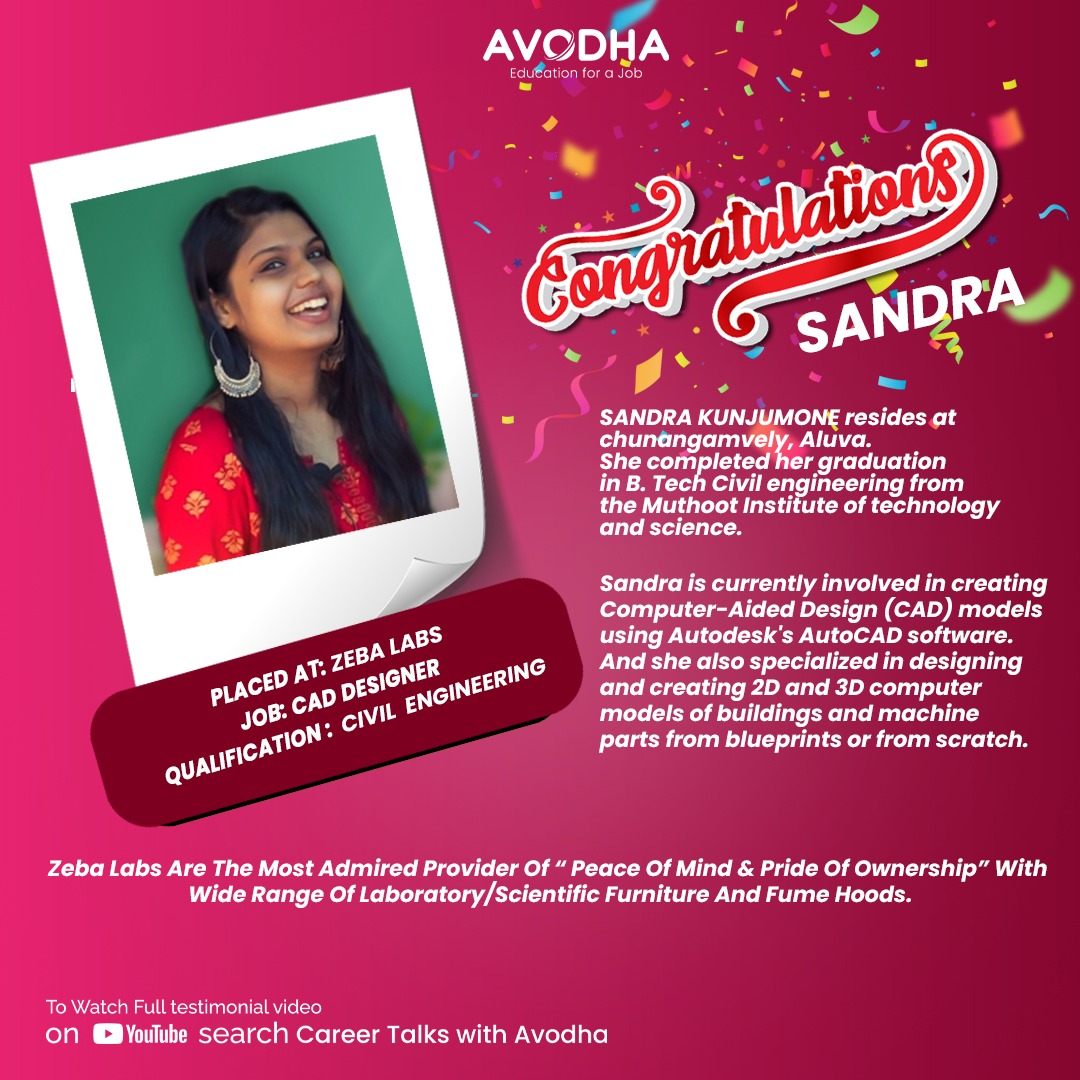 AVODHA
Education for a Job
Congratulations
SANDRA
SANDRA KUNJUMONE resides at
chunangamvely, Aluva.
She completed her graduation
in B. Tech Civil engineering from
the Muthoot Institute of technology
and science.
Sandra is currently involved in creating
Computer-Aided Design (CAD) models
using Autodesk's AutoCAD software.
And she also specialized in designing
and creating 2D and 3D computer
models of buildings and machine
parts from blueprints or from scratch.
PLACED AT: ZEBA LABS
JOB: CAD DESIGNER
QUALIFICATION : CIVIL ENGINEERING
Zeba Labs Are The Most Admired Provider Of “ Peace Of Mind & Pride Of Ownership” With
Wide Range Of Laboratory/Scientific Furniture And Fume Hoods.
To Watch Full testimonial video
on YouTube search Career Talks with Avodha